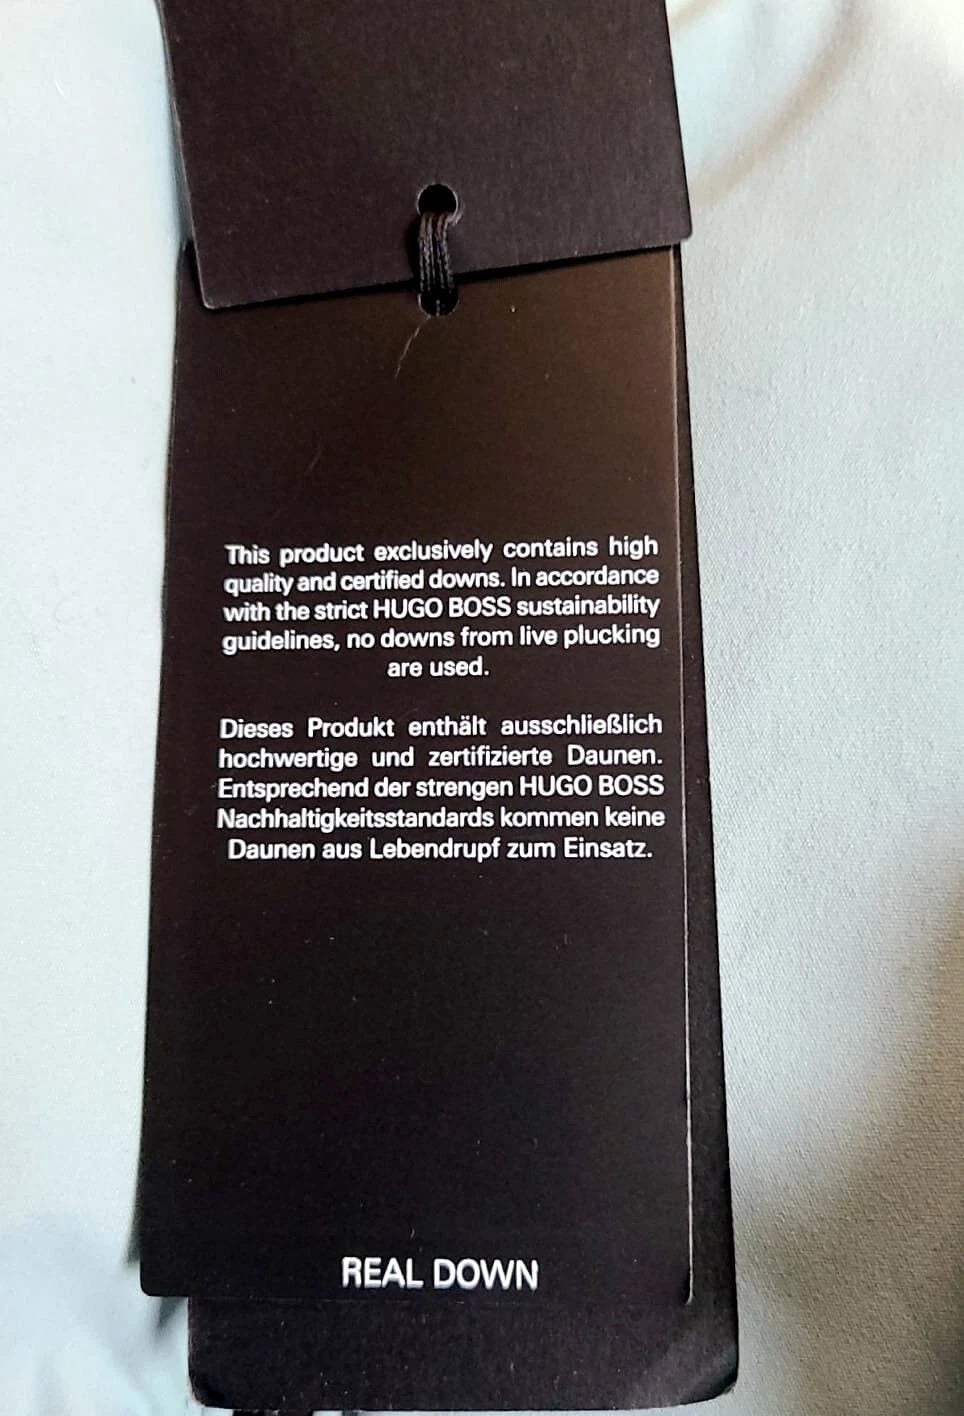 This product exclusively contains high
quality and certified downs. In accordance
with the strict HUGO BOSS sustainability
guidelines, no downs from live plucking
are used.
Dieses Produkt enthält ausschließlich
hochwertige und zertifizierte Daunen.
Entsprechend der strengen HUGO BOSS
Nachhaltigkeitsstandards kommen keine
Daunen aus Lebendrupf zum Einsatz.
REAL DOWN